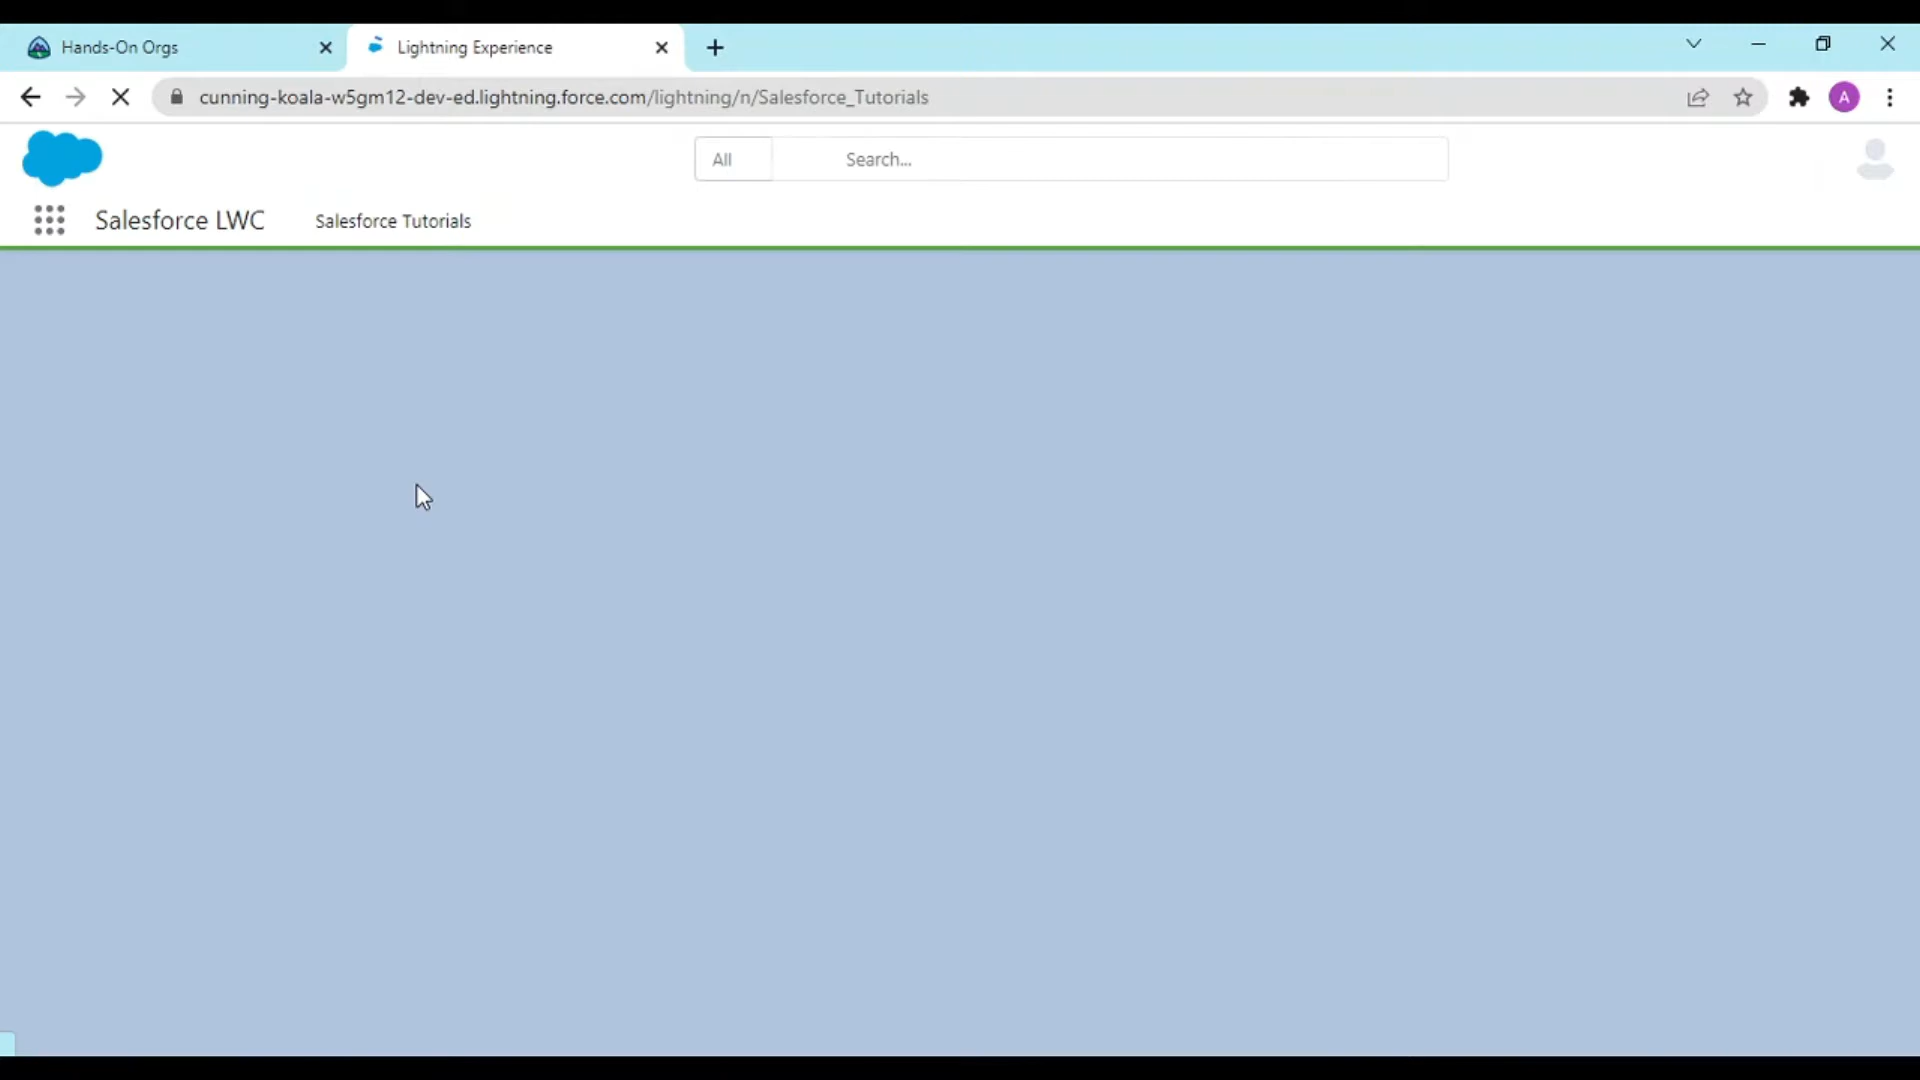 Hands-On Orgs
Lightning Experience
cunning-koala-w5gm12-dev-ed.lightning.force.com/lightning/n/Salesforce_Tutorials
A
All
Search...
Salesforce LWC
Salesforce Tutorials